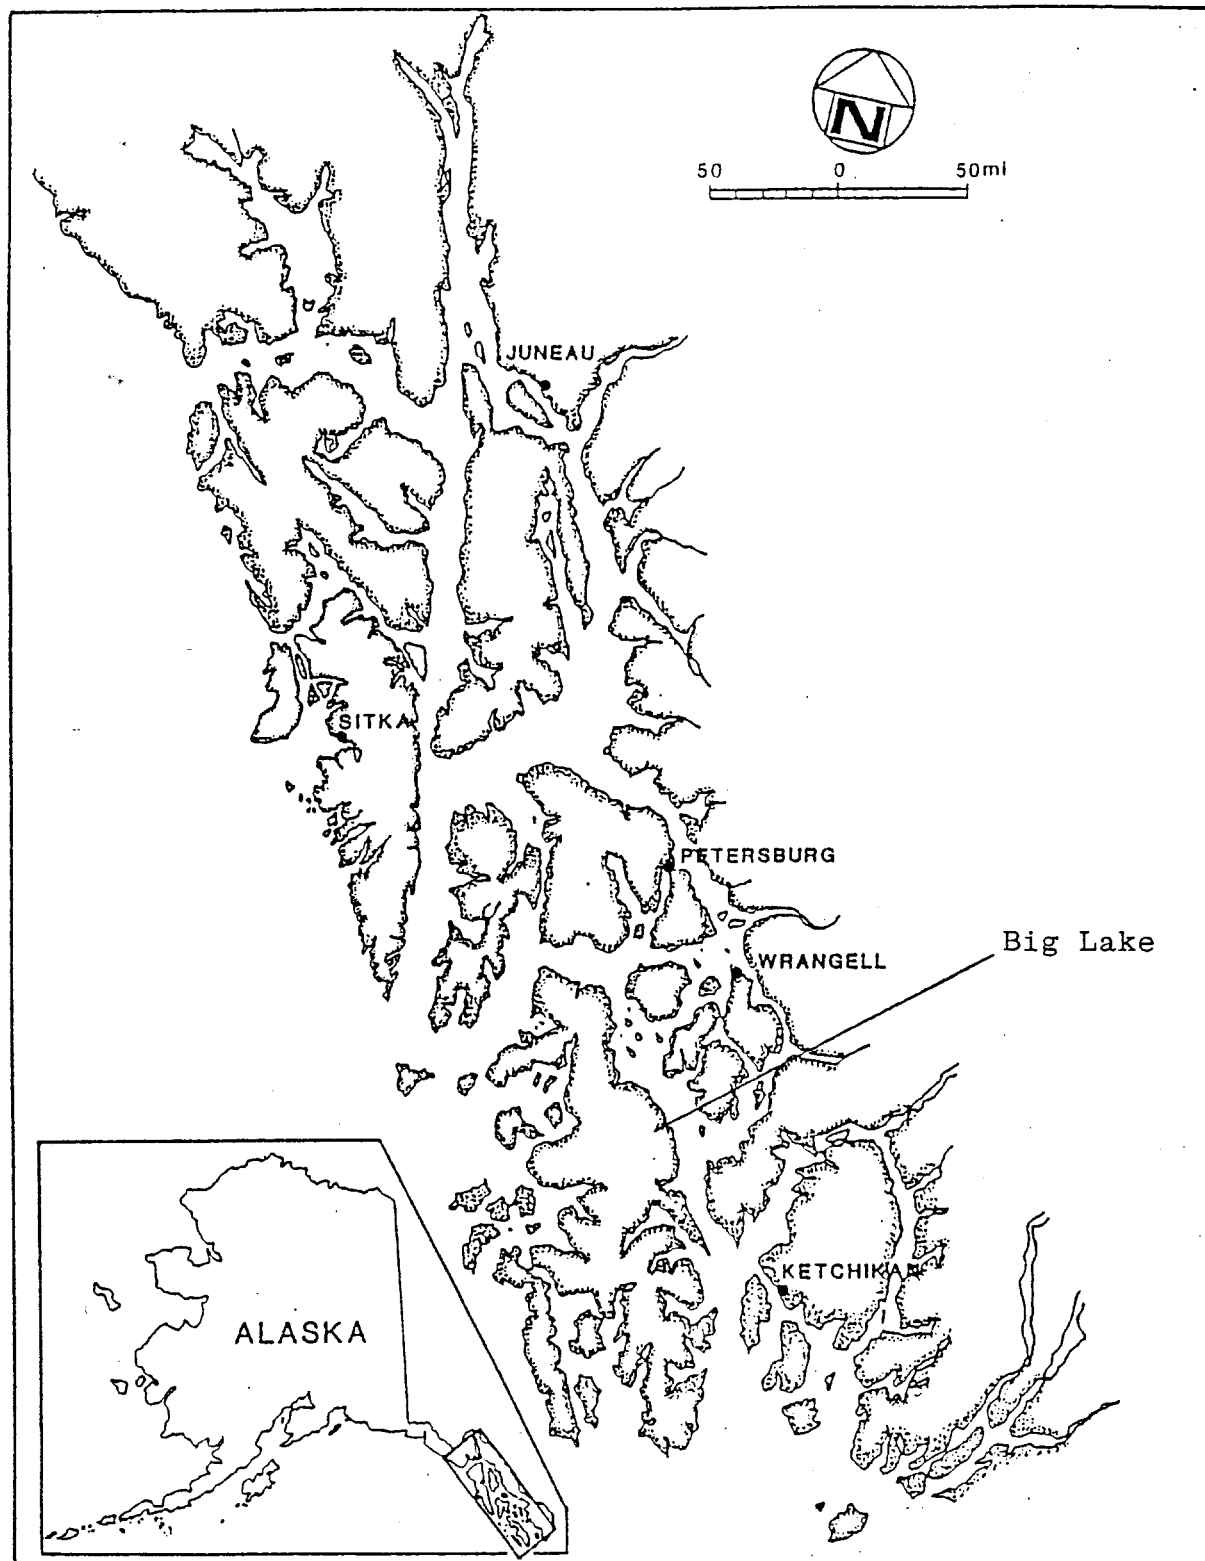 N
50 0 50mi
JUNEAU
SITKA
PETERSBURG
Big Lake
WRANGELL
KETCHIKAN
ALASKA